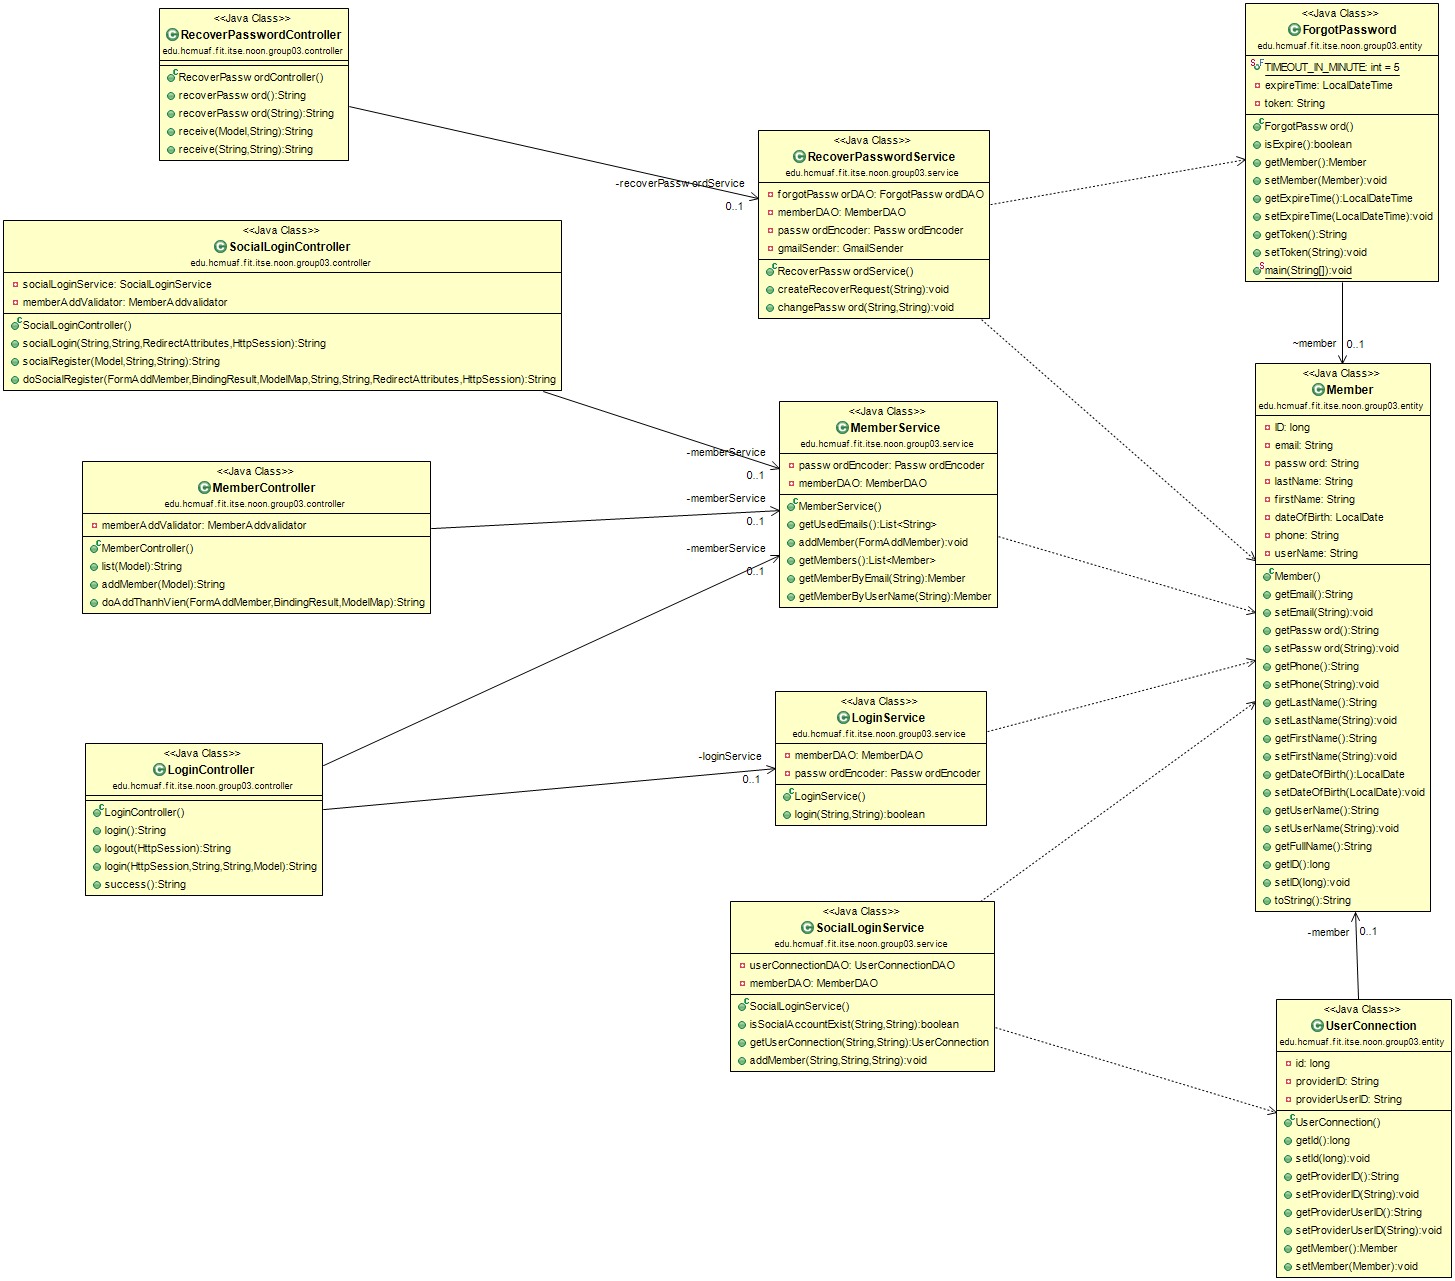 <<Java Class>>
RecoverPasswordController
edu.hcmuaf.fit.itse.noon.group03.controller
RecoverPasswordController()
recoverPassword():String
recoverPassword(String):String
receive(Model,String):String
receive(String,String):String
-recoverPasswordService
0..1
<<Java Class>>
RecoverPasswordService
edu.hcmuaf.fit.itse.noon.group03.service
forgotPasswordDAO: ForgotPasswordDAO
memberDAO: MemberDAO
passwordEncoder: PasswordEncoder
gmailSender: GmailSender
RecoverPasswordService()
createRecoverRequest(String):void
changePassword(String,String):void
<<Java Class>>
ForgotPassword
edu.hcmuaf.fit.itse.noon.group03.entity
TIMEOUT_IN_MINUTE: int = 5
expireTime: LocalDateTime
token: String
ForgotPassword()
isExpire():boolean
getMember():Member
setMember(Member):void
getExpireTime():LocalDateTime
setExpireTime(LocalDateTime):void
getToken():String
setToken(String):void
main(String[]):void
~member
0..1
<<Java Class>>
SocialLoginController
edu.hcmuaf.fit.itse.noon.group03.controller
socialLoginService: SocialLoginService
memberAddValidator: MemberAddvalidator
SocialLoginController()
socialLogin(String,String,RedirectAttributes,HttpSession):String
socialRegister(Model,String,String):String
doSocialRegister(FormAddMember,BindingResult,ModelMap,String,String,RedirectAttributes,HttpSession):String
-memberService
0..1
<<Java Class>>
MemberController
edu.hcmuaf.fit.itse.noon.group03.controller
memberAddValidator: MemberAddvalidator
MemberController()
list(Model):String
addMember(Model):String
doAddThanhVien(FormAddMember,BindingResult,ModelMap):String
-memberService
0..1
-memberService
0..1
<<Java Class>>
MemberService
edu.hcmuaf.fit.itse.noon.group03.service
passwordEncoder: PasswordEncoder
memberDAO: MemberDAO
MemberService()
getUsedEmails():List<String>
addMember(FormAddMember):void
getMembers():List<Member>
getMemberByEmail(String):Member
getMemberByUserName(String):Member
<<Java Class>>
Member
edu.hcmuaf.fit.itse.noon.group03.entity
ID: long
email: String
password: String
lastName: String
firstName: String
dateOfBirth: LocalDate
phone: String
userName: String
Member()
getEmail():String
setEmail(String):void
getPassword():String
setPassword(String):void
getPhone():String
setPhone(String):void
getLastName():String
setLastName(String):void
getFirstName():String
setFirstName(String):void
getDateOfBirth():LocalDate
setDateOfBirth(LocalDate):void
getUserName():String
setUserName(String):void
getFullName():String
getID():long
setID(long):void
toString():String
<<Java Class>>
LoginController
edu.hcmuaf.fit.itse.noon.group03.controller
LoginController()
login():String
logout(HttpSession):String
login(HttpSession,String,String,Model):String
success():String
-loginService
0..1
<<Java Class>>
LoginService
edu.hcmuaf.fit.itse.noon.group03.service
memberDAO: MemberDAO
passwordEncoder: PasswordEncoder
LoginService()
login(String,String):boolean
<<Java Class>>
SocialLoginService
edu.hcmuaf.fit.itse.noon.group03.service
userConnectionDAO: UserConnectionDAO
memberDAO: MemberDAO
SocialLoginService()
isSocialAccountExist(String,String):boolean
getUserConnection(String,String):UserConnection
addMember(String,String,String):void
-member
0..1
<<Java Class>>
UserConnection
edu.hcmuaf.fit.itse.noon.group03.entity
id: long
providerID: String
providerUserID: String
UserConnection()
getId():long
setId(long):void
getProviderID():String
setProviderID(String):void
getProviderUserID():String
setProviderUserID(String):void
getMember():Member
setMember(Member):void